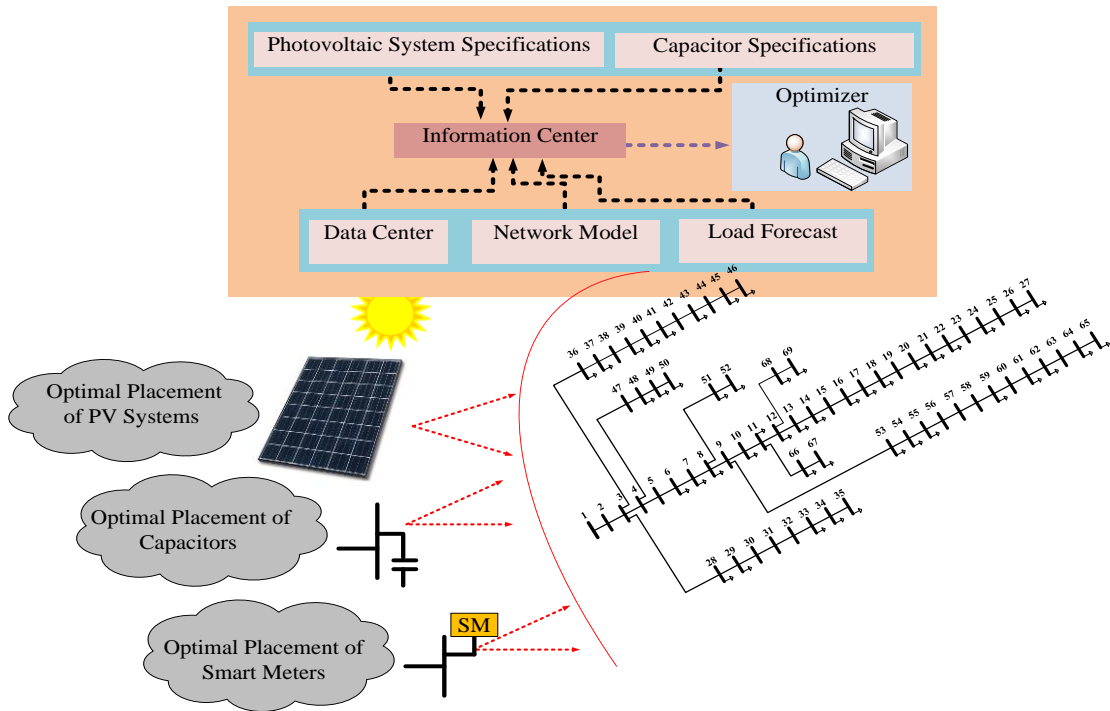 Photovoltaic System Specifications
Capacitor Specifications
Optimizer
Information Center
Data Center
Network Model
Load Forecast
Optimal Placement
of PV Systems
Optimal Placement of
Capacitors
SM
Optimal Placement of
Smart Meters
36 37 38 39 40 41 42 43 44 45 46
47 48 49 50
51 52
68 69
1 2 3 4 5 6 7 8 9 10 11 12 13 14 15 16 17 18 19 20 21 22 23 24 25 26 27
66 67
53 54 55 56 57 58 59 60 61 62 63 64 65
28 29 30 31 32 33 34 35